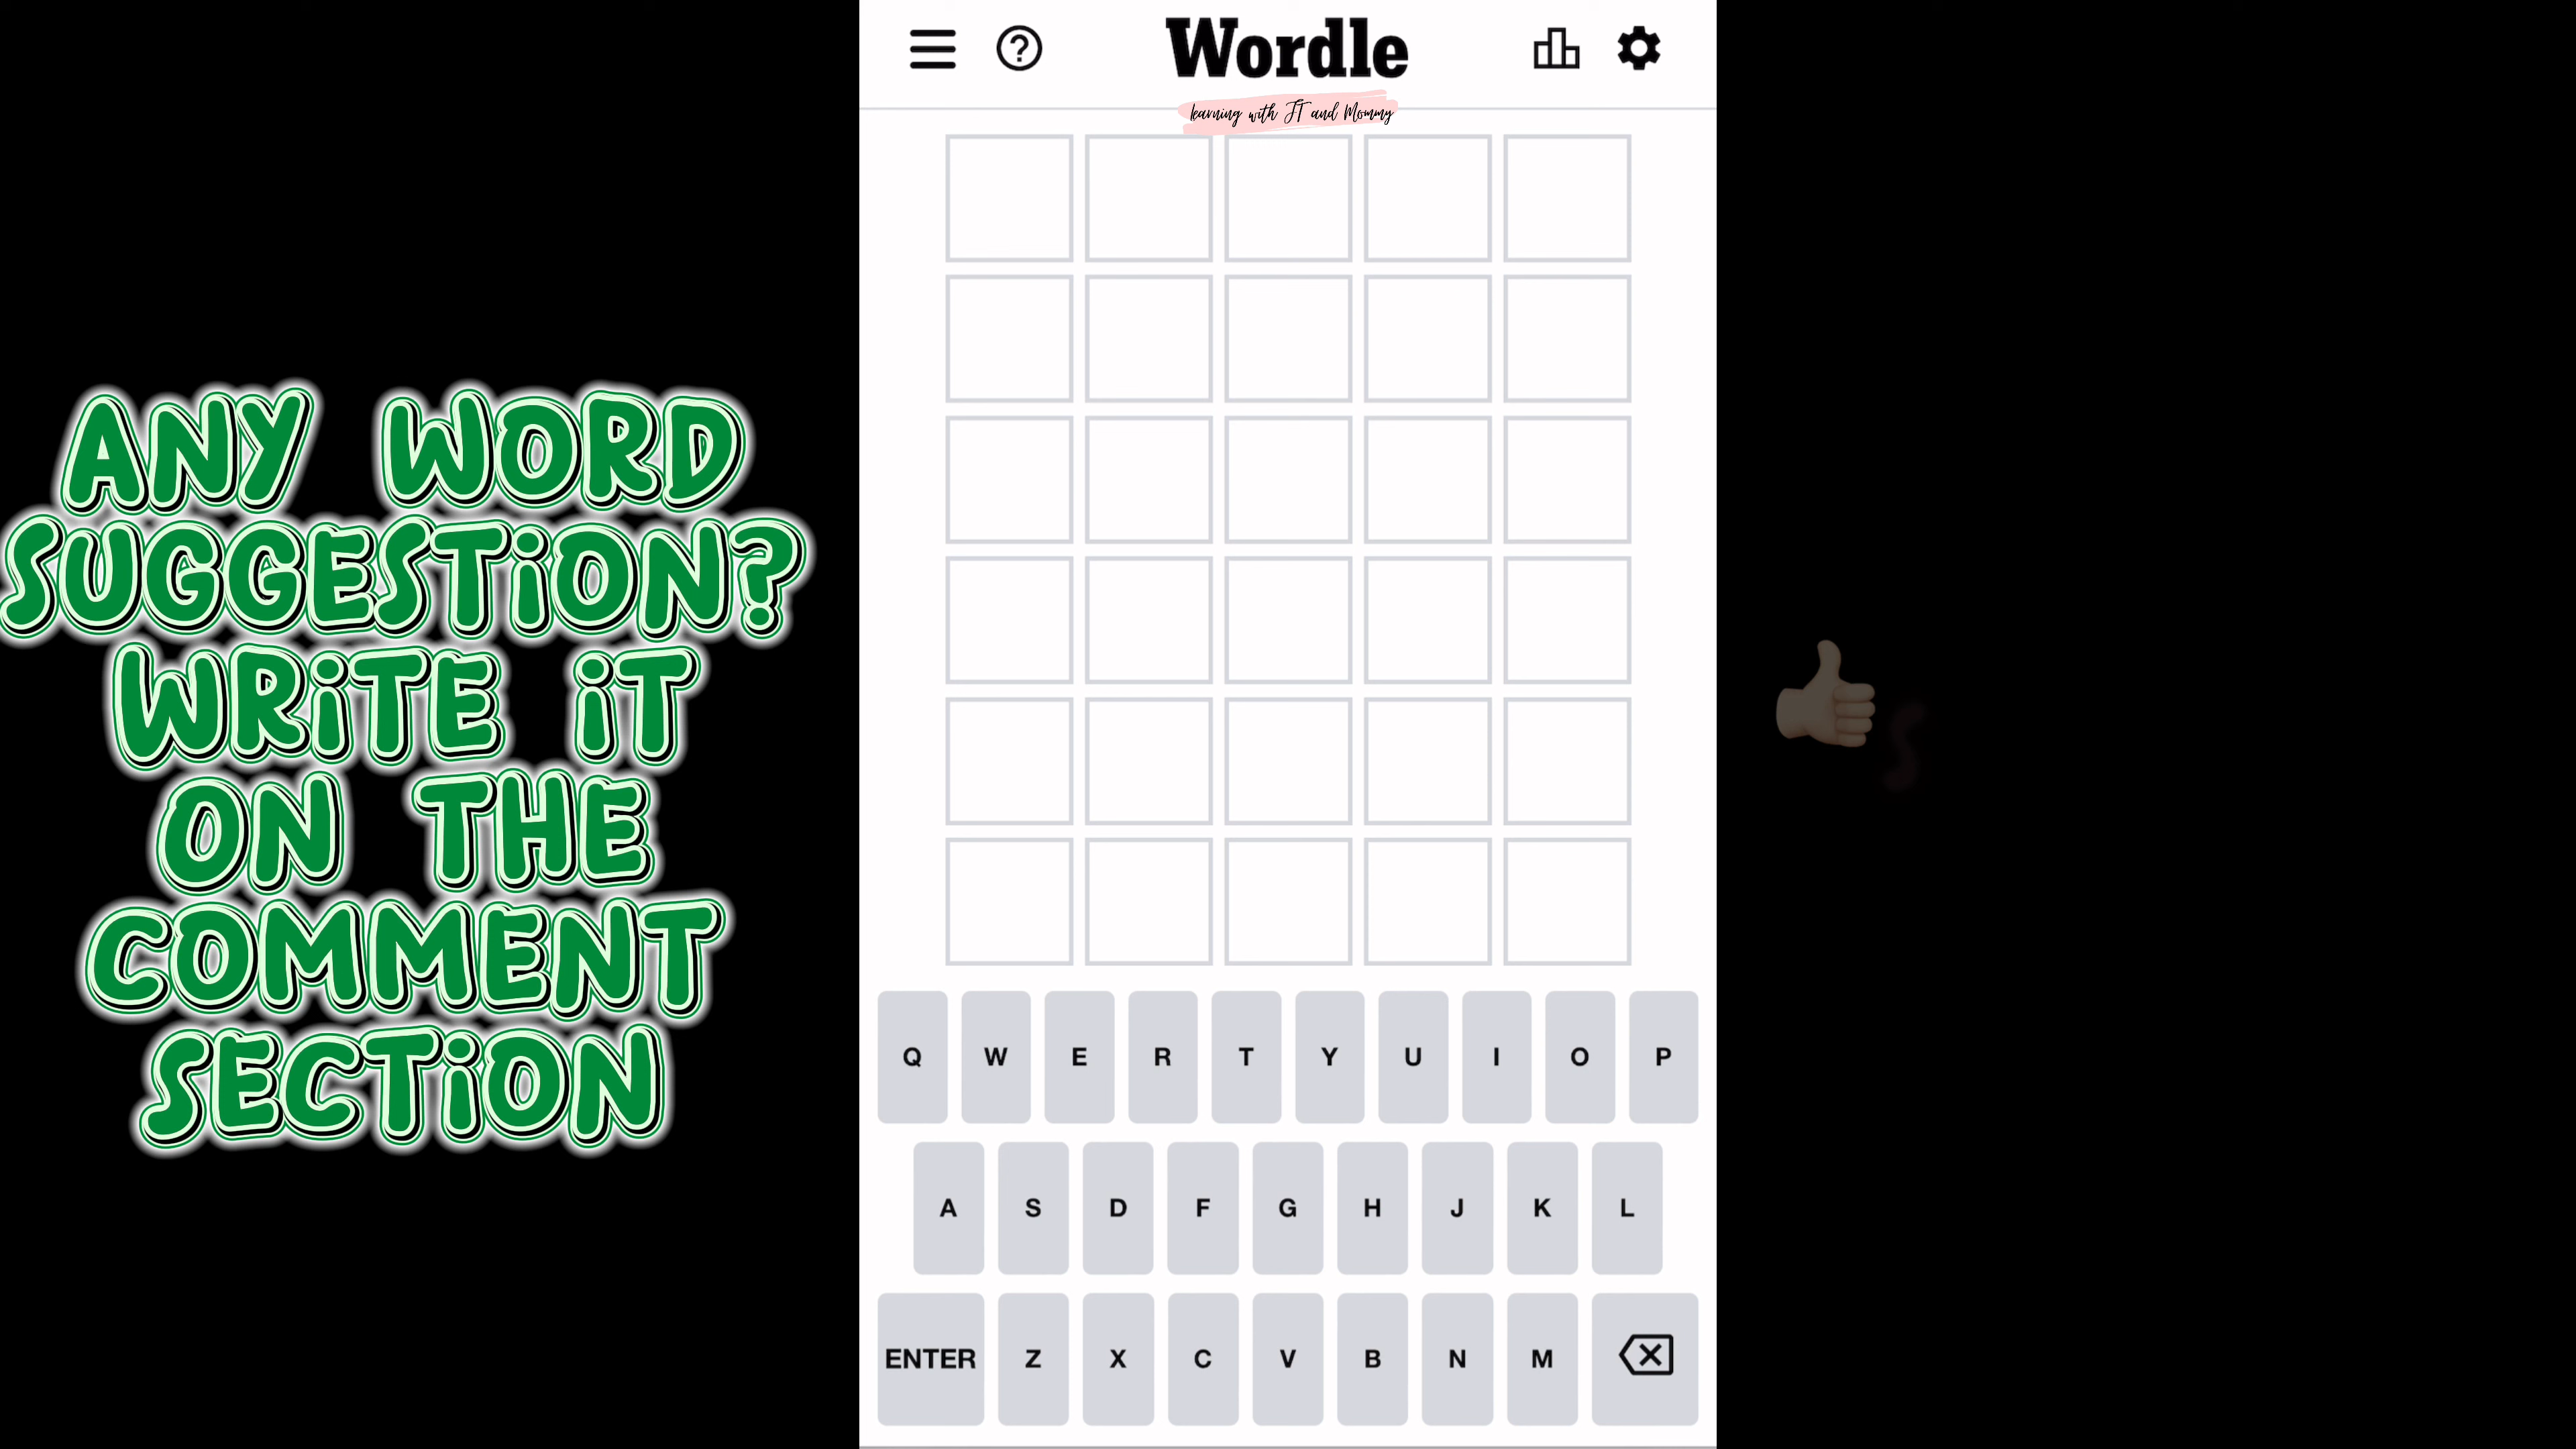 Wordle
learning with JT and Mommy
ANY WORD
SUGGESTiON?
WRiTE iT
ON THE
COMMENT
SECTiON
Q W E R T Y U I O P
A S D F G H J K L
ENTER Z X C V B N M